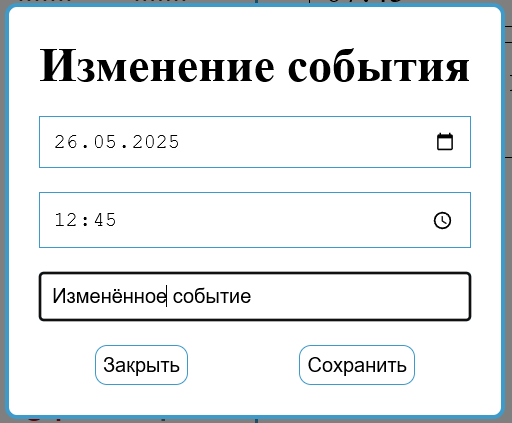 Изменение события
26.05.2025
12:45
Изменённое событие
Закрыть
Сохранить